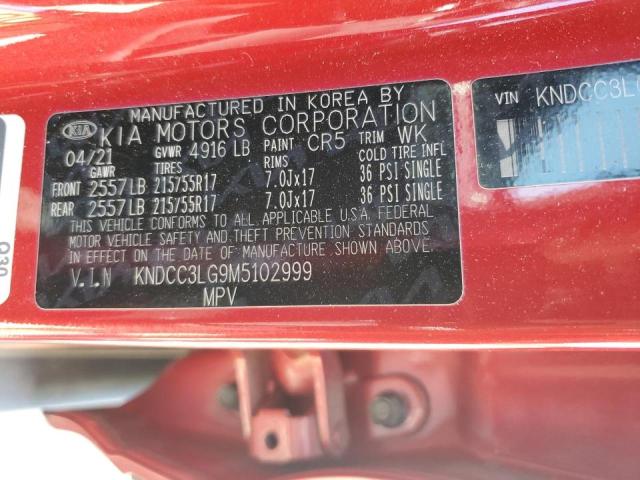 MANUFACTURED IN KOREA BY
KIA KIA MOTORS CORPORATION
04/21 GVWR 4916 LB PAINT CR5 TRIM WK
GAWR TIRES RIMS COLD TIRE INFL
FRONT 2557LB 215/55R17 7.0Jx17 36 PSI SINGLE
REAR 2557LB 215/55R17 7.0Jx17 36 PSI SINGLE
THIS VEHICLE CONFORMS TO ALL APPLICABLE U.S.A. FEDERAL
MOTOR VEHICLE SAFETY AND THEFT PREVENTION STANDARDS
IN EFFECT ON THE DATE OF MANUFACTURE SHOWN ABOVE.
V.I.N KNDCC3LG9M5102999
MPV
VIN KNDCC3LG
Q30